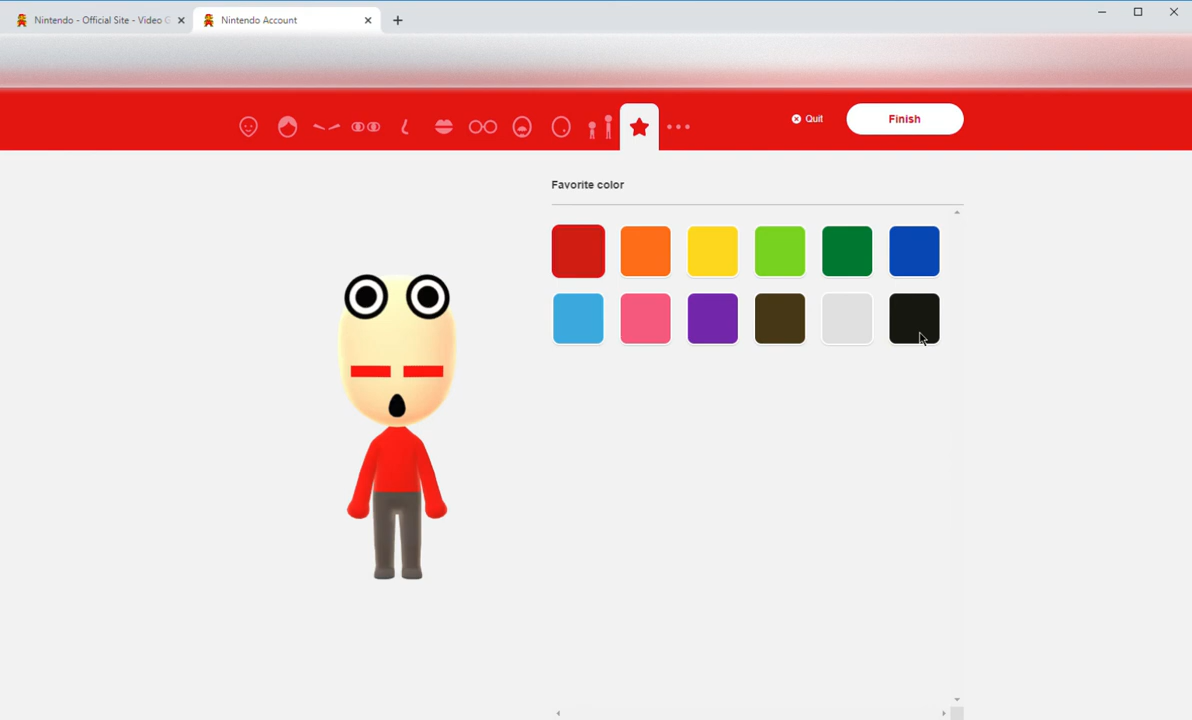 Nintendo - Official Site - Video G
Nintendo Account
Quit
Finish
Favorite color